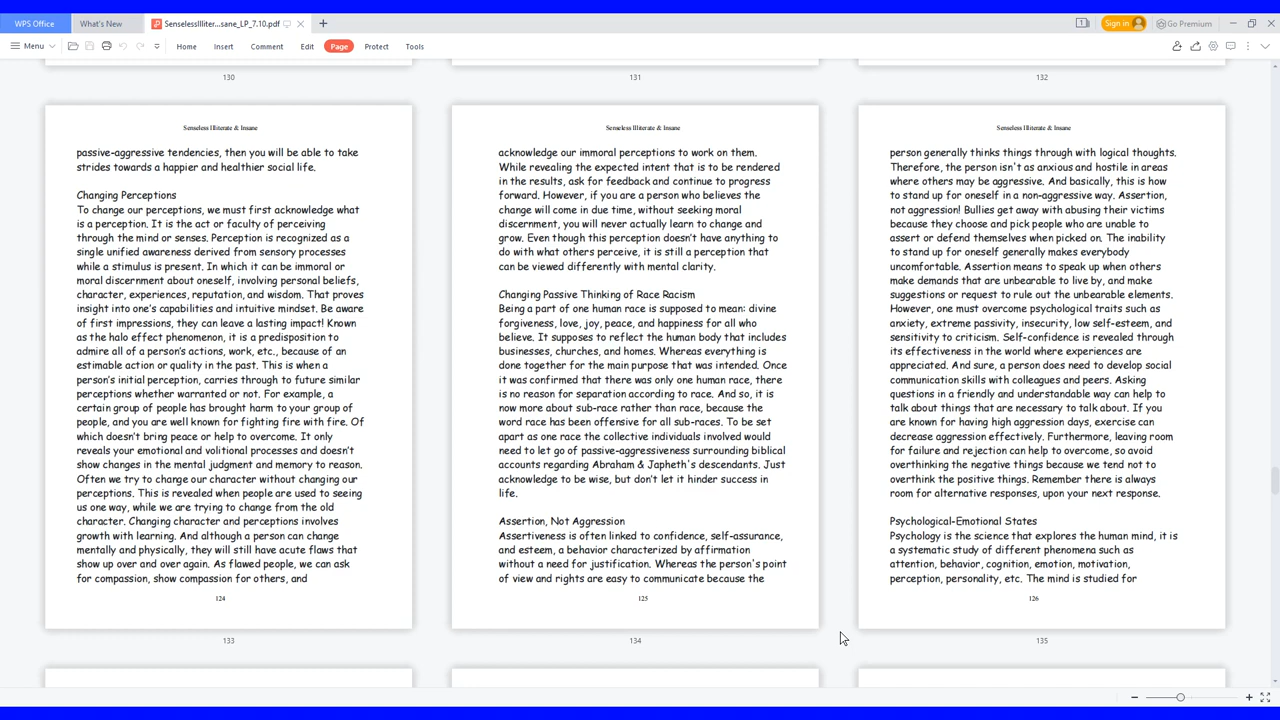 WPS Office
What's New
SenselessIlliter...sane_LP_7.10.pdf
1
Sign in
Go Premium
Menu
Home
Insert
Comment
Edit
Page
Protect
Tools
130
131
132
Senseless Illiterate & Insane
passive-aggressive tendencies, then you will be able to take
strides towards a happier and healthier social life.
Changing Perceptions
To change our perceptions, we must first acknowledge what
is a perception. It is the act or faculty of perceiving
through the mind or senses. Perception is recognized as a
single unified awareness derived from sensory processes
while a stimulus is present. In which it can be immoral or
moral discernment about oneself, involving personal beliefs,
character, experiences, reputation, and wisdom. That proves
insight into one's capabilities and intuitive mindset. Be aware
of first impressions, they can leave a lasting impact! Known
as the halo effect phenomenon, it is a predisposition to
admire all of a person's actions, work, etc., because of an
estimable action or quality in the past. This is when a
person's initial perception, carries through to future similar
perceptions whether warranted or not. For example, a
certain group of people has brought harm to your group of
people, and you are well known for fighting fire with fire. Of
which doesn't bring peace or help to overcome. It only
reveals your emotional and volitional processes and doesn't
show changes in the mental judgment and memory to reason.
Often we try to change our character without changing our
perceptions. This is revealed when people are used to seeing
us one way, while we are trying to change from the old
character. Changing character and perceptions involves
growth with learning. And although a person can change
mentally and physically, they will still have acute flaws that
show up over and over again. As flawed people, we can ask
for compassion, show compassion for others, and
124
133
Senseless Illiterate & Insane
acknowledge our immoral perceptions to work on them.
While revealing the expected intent that is to be rendered
in the results, ask for feedback and continue to progress
forward. However, if you are a person who believes the
change will come in due time, without seeking moral
discernment, you will never actually learn to change and
grow. Even though this perception doesn't have anything to
do with what others perceive, it is still a perception that
can be viewed differently with mental clarity.
Changing Passive Thinking of Race Racism
Being a part of one human race is supposed to mean: divine
forgiveness, love, joy, peace, and happiness for all who
believe. It supposes to reflect the human body that includes
businesses, churches, and homes. Whereas everything is
done together for the main purpose that was intended. Once
it was confirmed that there was only one human race, there
is no reason for separation according to race. And so, it is
now more about sub-race rather than race, because the
word race has been offensive for all sub-races. To be set
apart as one race the collective individuals involved would
need to let go of passive-aggressiveness surrounding biblical
accounts regarding Abraham & Japheth's descendants. Just
acknowledge to be wise, but don't let it hinder success in
life.
Assertion, Not Aggression
Assertiveness is often linked to confidence, self-assurance,
and esteem, a behavior characterized by affirmation
without a need for justification. Whereas the person's point
of view and rights are easy to communicate because the
125
134
Senseless Illiterate & Insane
person generally thinks things through with logical thoughts.
Therefore, the person isn't as anxious and hostile in areas
where others may be aggressive. And basically, this is how
to stand up for oneself in a non-aggressive way. Assertion,
not aggression! Bullies get away with abusing their victims
because they choose and pick people who are unable to
assert or defend themselves when picked on. The inability
to stand up for oneself generally makes everybody
uncomfortable. Assertion means to speak up when others
make demands that are unbearable to live by, and make
suggestions or request to rule out the unbearable elements.
However, one must overcome psychological traits such as
anxiety, extreme passivity, insecurity, low self-esteem, and
sensitivity to criticism. Self-confidence is revealed through
its effectiveness in the world where experiences are
appreciated. And sure, a person does need to develop social
communication skills with colleagues and peers. Asking
questions in a friendly and understandable way can help to
talk about things that are necessary to talk about. If you
are known for having high aggression days, exercise can
decrease aggression effectively. Furthermore, leaving room
for failure and rejection can help to overcome, so avoid
overthinking the negative things because we tend not to
overthink the positive things. Remember there is always
room for alternative responses, upon your next response.
Psychological-Emotional States
Psychology is the science that explores the human mind, it is
a systematic study of different phenomena such as
attention, behavior, cognition, emotion, motivation,
perception, personality, etc. The mind is studied for
126
135